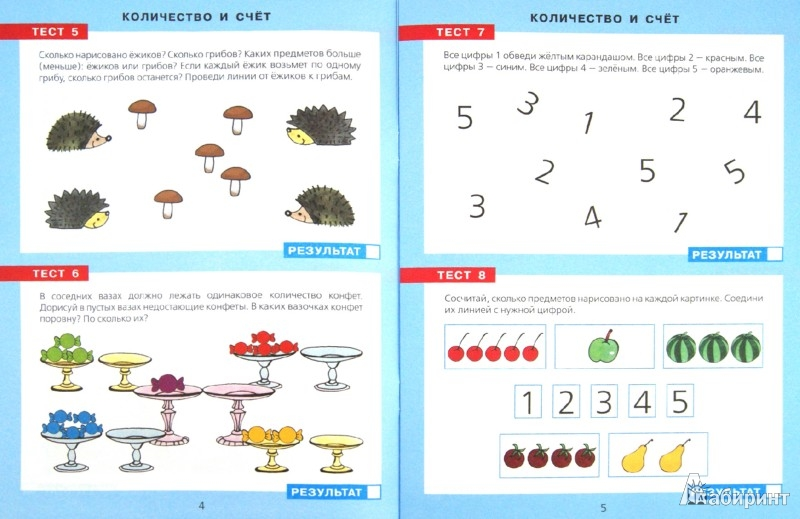 КОЛИЧЕСТВО И СЧЁТ
ТЕСТ 5
Сколько нарисовано ёжиков? Сколько грибов? Каких предметов больше
(меньше): ёжиков или грибов? Если каждый ёжик возьмет по одному
грибу, сколько грибов останется? Проведи линии от ёжиков к грибам.
РЕЗУЛЬТАТ
ТЕСТ 6
В соседних вазах должно лежать одинаковое количество конфет.
Дорисуй в пустых вазах недостающие конфеты. В каких вазочках конфет
поровну? По сколько их?
РЕЗУЛЬТАТ
4
КОЛИЧЕСТВО И СЧЁТ
ТЕСТ 7
Все цифры 1 обведи жёлтым карандашом. Все цифры 2 – красным. Все
цифры 3 – синим. Все цифры 4 – зелёным. Все цифры 5 – оранжевым.
5 3 1 2 4
2 5 5
3 4 1
РЕЗУЛЬТАТ
ТЕСТ 8
Сосчитай, сколько предметов нарисовано на каждой картинке. Соедини
их линией с нужной цифрой.
1 2 3 4 5
РЕЗУЛЬТАТ
5
Лабиринт